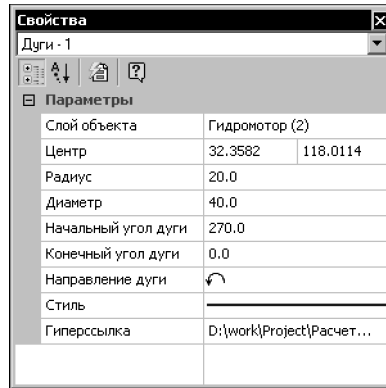 Свойства
Дуги - 1
Параметры
Слой объекта Гидромотор (2)
Центр 32.3582 118.0114
Радиус 20.0
Диаметр 40.0
Начальный угол дуги 270.0
Конечный угол дуги 0.0
Направление дуги
Стиль
Гиперссылка D:\work\Project\Расчет...